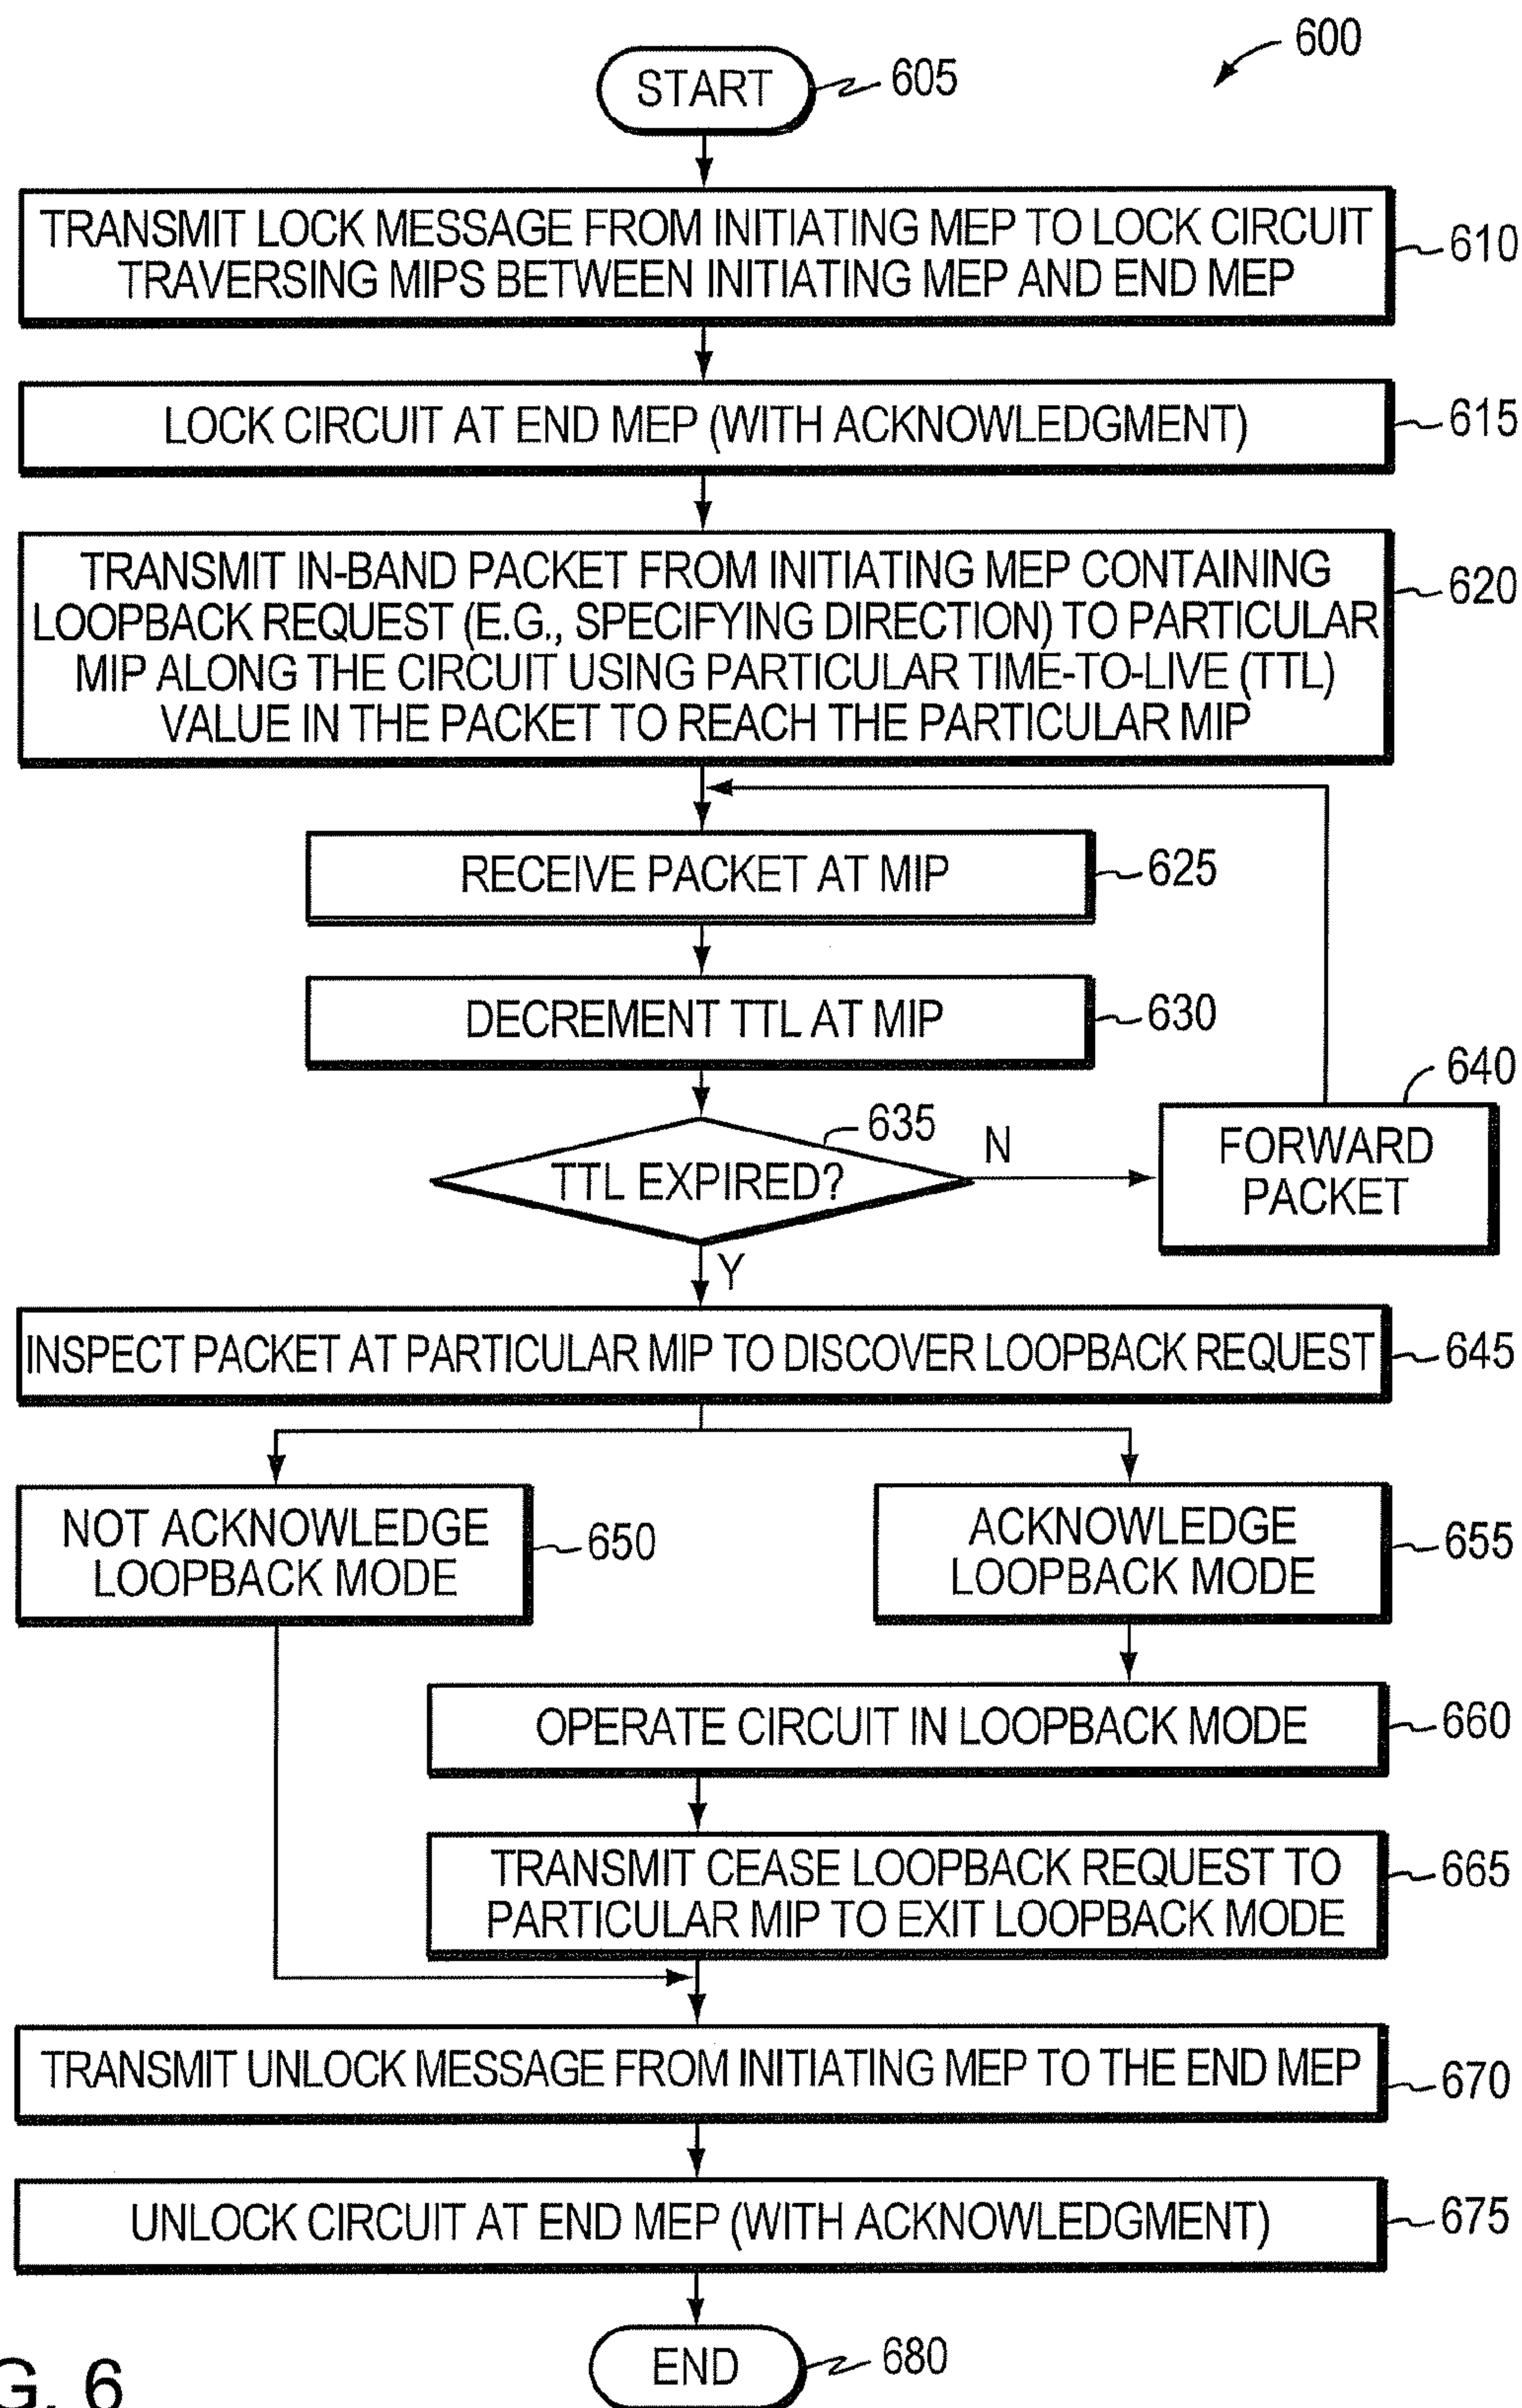 600
START
605
TRANSMIT LOCK MESSAGE FROM INITIATING MEP TO LOCK CIRCUIT
TRAVERSING MIPS BETWEEN INITIATING MEP AND END MEP
610
LOCK CIRCUIT AT END MEP (WITH ACKNOWLEDGMENT)
615
TRANSMIT IN-BAND PACKET FROM INITIATING MEP CONTAINING
LOOPBACK REQUEST (E.G., SPECIFYING DIRECTION) TO PARTICULAR
MIP ALONG THE CIRCUIT USING PARTICULAR TIME-TO-LIVE (TTL)
VALUE IN THE PACKET TO REACH THE PARTICULAR MIP
620
RECEIVE PACKET AT MIP
625
DECREMENT TTL AT MIP
630
TTL EXPIRED?
635
N
FORWARD
PACKET
640
Y
INSPECT PACKET AT PARTICULAR MIP TO DISCOVER LOOPBACK REQUEST
645
NOT ACKNOWLEDGE
LOOPBACK MODE
650
ACKNOWLEDGE
LOOPBACK MODE
655
OPERATE CIRCUIT IN LOOPBACK MODE
660
TRANSMIT CEASE LOOPBACK REQUEST TO
PARTICULAR MIP TO EXIT LOOPBACK MODE
665
TRANSMIT UNLOCK MESSAGE FROM INITIATING MEP TO THE END MEP
670
UNLOCK CIRCUIT AT END MEP (WITH ACKNOWLEDGMENT)
675
END
680
G. 6